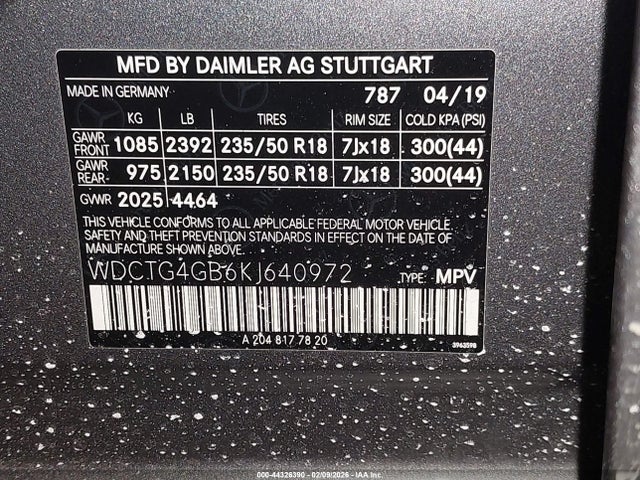 MFD BY DAIMLER AG STUTTGART
MADE IN GERMANY 787 04/19
KG LB TIRES RIM SIZE COLD KPA (PSI)
GAWR FRONT 1085 2392 235/50 R18 7Jx18 300(44)
GAWR REAR 975 2150 235/50 R18 7Jx18 300(44)
GVWR 2025 4464
THIS VEHICLE CONFORMS TO ALL APPLICABLE FEDERAL MOTOR VEHICLE
SAFETY AND THEFT PREVENTION STANDARDS IN EFFECT ON THE DATE
OF MANUFACTURE SHOWN ABOVE.
WDCTG4GB6KJ640972 TYPE: MPV
A 204 817 78 20
3963598
000-44326390 - 02/09/2026 - IAA Inc.